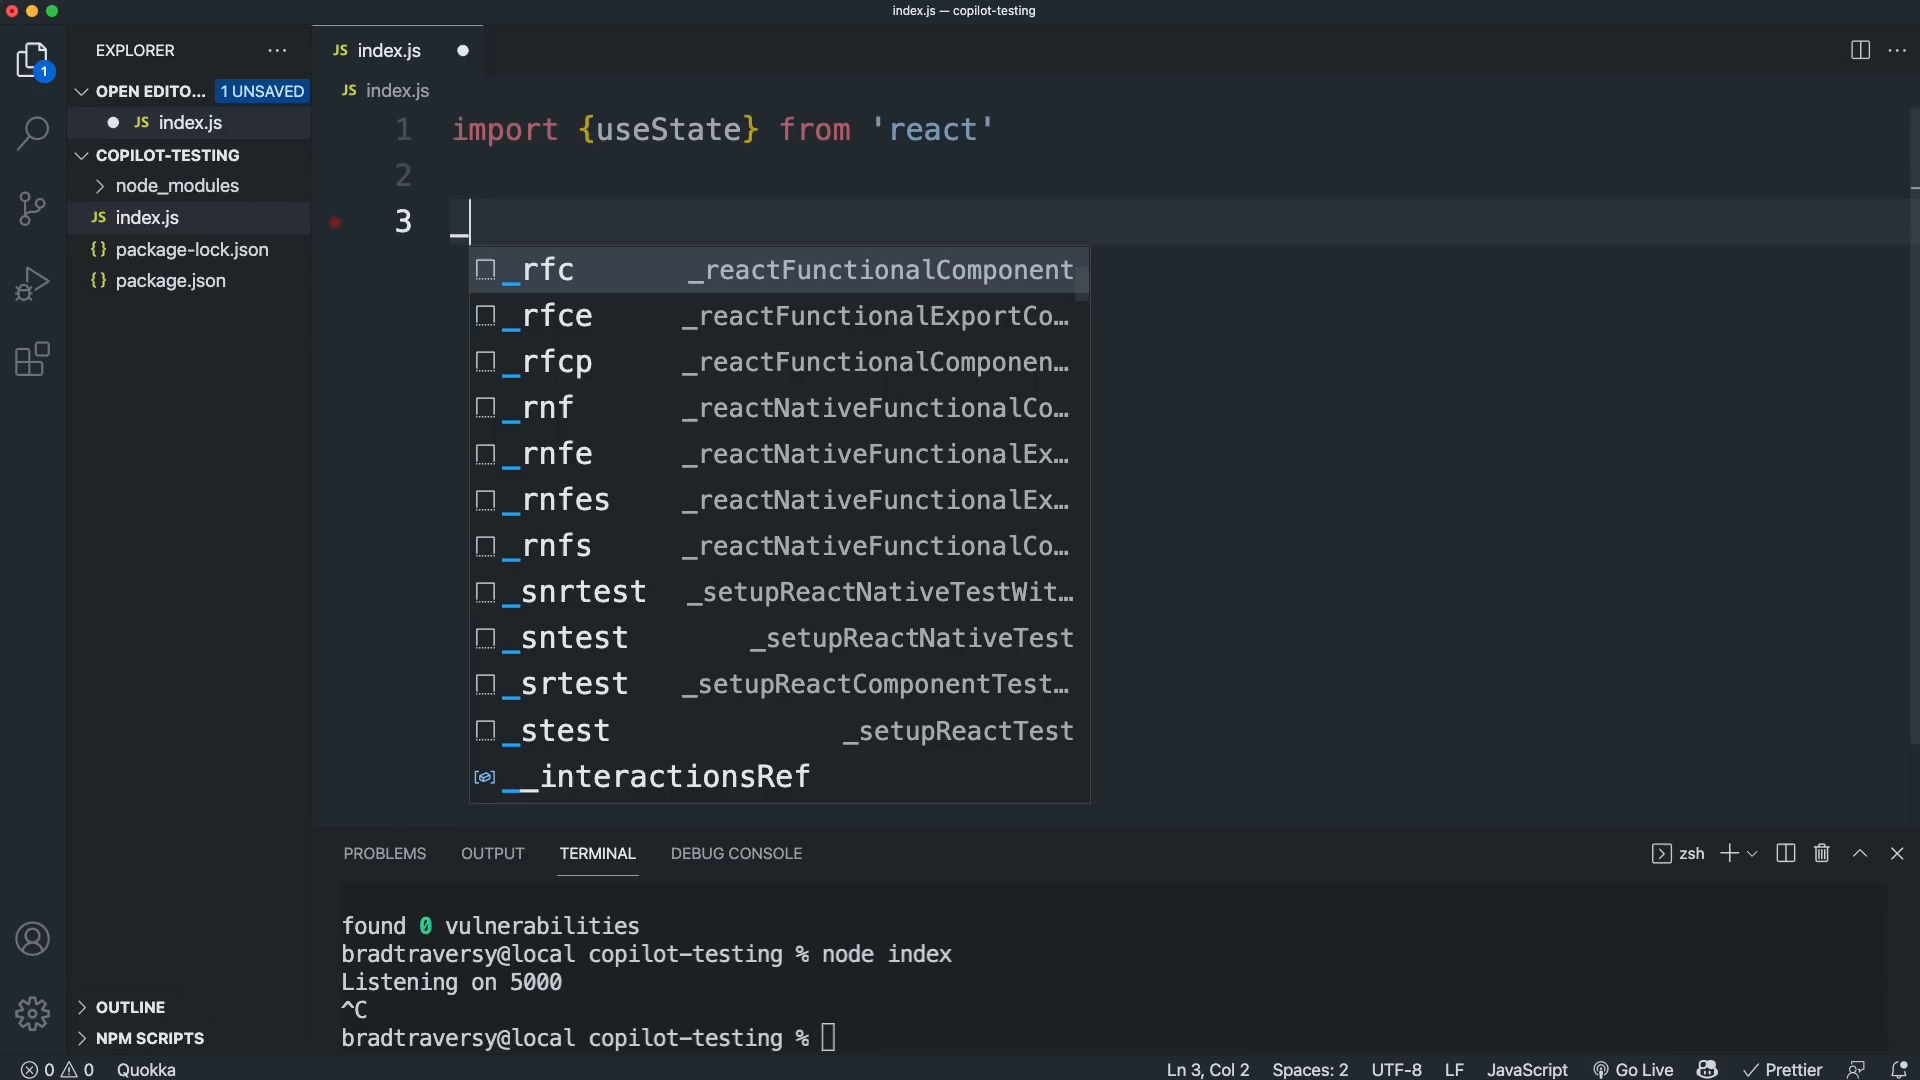 index.js — copilot-testing
EXPLORER
OPEN EDITO... 1 UNSAVED
JS index.js
COPILOT-TESTING
node_modules
JS index.js
{} package-lock.json
{} package.json
OUTLINE
NPM SCRIPTS
1
JS index.js
JS index.js
1 import {useState} from 'react'
2
3 _
_rfc _reactFunctionalComponent
_rfce _reactFunctionalExportCo…
_rfcp _reactFunctionalComponen…
_rnf _reactNativeFunctionalCo…
_rnfe _reactNativeFunctionalEx…
_rnfes _reactNativeFunctionalEx…
_rnfs _reactNativeFunctionalCo…
_snrtest _setupReactNativeTestWit…
_sntest _setupReactNativeTest
_srtest _setupReactComponentTest…
_stest _setupReactTest
__interactionsRef
PROBLEMS OUTPUT TERMINAL DEBUG CONSOLE zsh
found 0 vulnerabilities
bradtraversy@local copilot-testing % node index
Listening on 5000
^C
bradtraversy@local copilot-testing %
0 0 Quokka Ln 3, Col 2 Spaces: 2 UTF-8 LF JavaScript Go Live Prettier